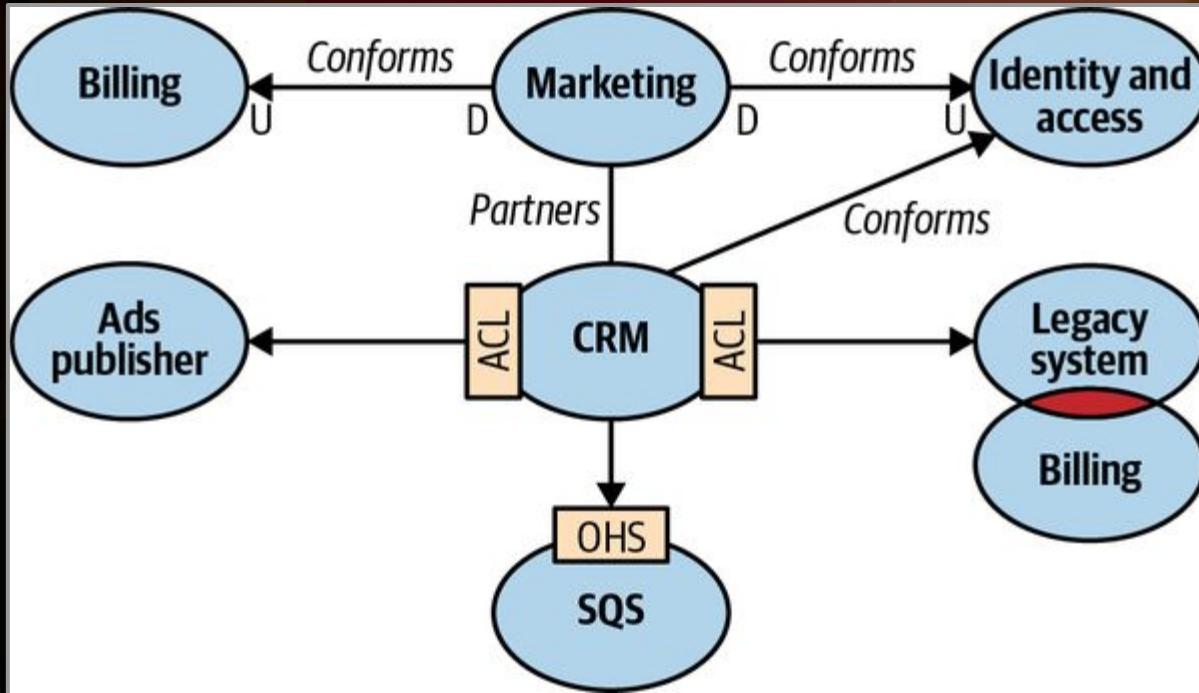 Billing
Conforms
Marketing
Conforms
Identity and
access
U
D
D
U
Partners
Conforms
Ads
publisher
ACL
CRM
ACL
Legacy
system
Billing
OHS
SQS